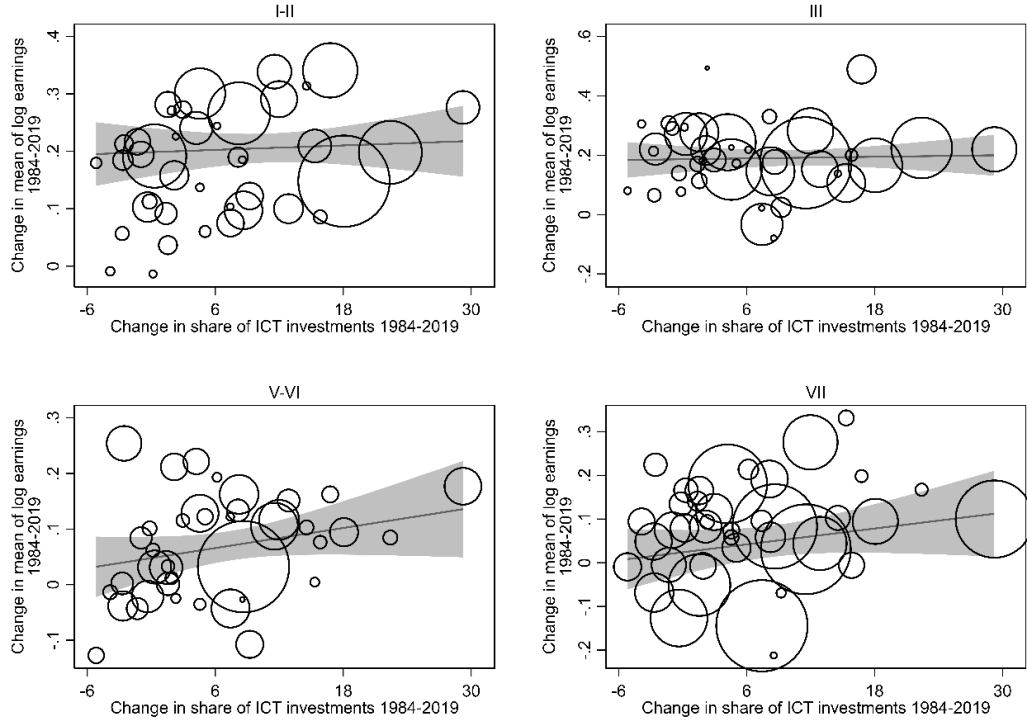 I-II
Change in mean of log earnings
1984-2019
.4
.3
.2
.1
0
-6 6 18 30
Change in share of ICT investments 1984-2019
III
Change in mean of log earnings
1984-2019
.6
.4
.2
0
-.2
-6 6 18 30
Change in share of ICT investments 1984-2019
V-VI
Change in mean of log earnings
1984-2019
.3
.2
.1
0
-.1
-6 6 18 30
Change in share of ICT investments 1984-2019
VII
Change in mean of log earnings
1984-2019
.3
.2
.1
0
-.1
-.2
-6 6 18 30
Change in share of ICT investments 1984-2019